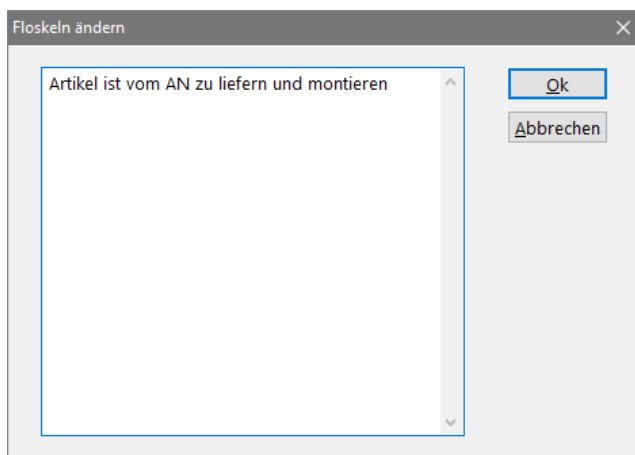 Floskeln ändern
Artikel ist vom AN zu liefern und montieren
Ok
Abbrechen